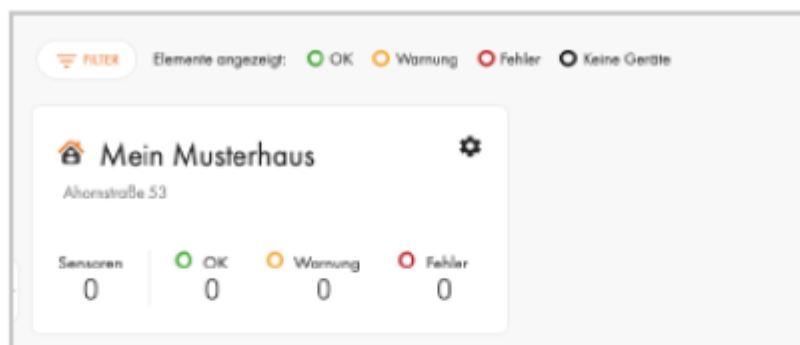 FILTER Elemente angezeigt: OK Warnung Fehler Keine Geräte
Mein Musterhaus
Ahornstraße 53
Sensoren OK Warnung Fehler
0 0 0 0